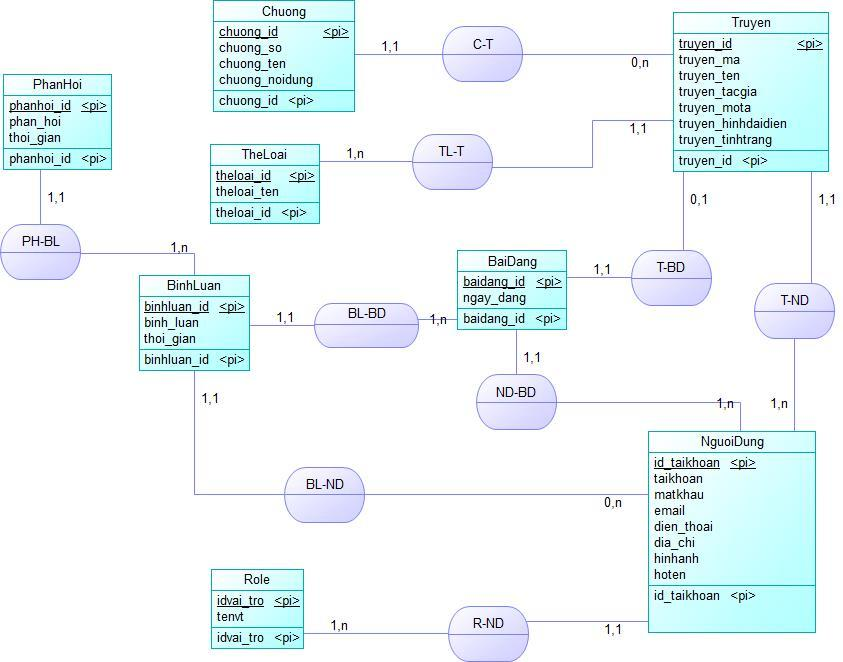 Chuong
chuong_id <pi>
chuong_so
chuong_ten
chuong_noidung
chuong_id <pi>
1,1
C-T
0,n
Truyen
truyen_id <pi>
truyen_ma
truyen_ten
truyen_tacgia
truyen_mota
truyen_hinhdaidien
truyen_tinhtrang
truyen_id <pi>
PhanHoi
phanhoi_id <pi>
phan_hoi
thoi_gian
phanhoi_id <pi>
TheLoai
theloai_id <pi>
theloai_ten
theloai_id <pi>
1,n
TL-T
1,1
1,1
PH-BL
1,n
0,1
T-BD
1,1
1,1
T-ND
1,n
BinhLuan
binhluan_id <pi>
binh_luan
thoi_gian
binhluan_id <pi>
1,1
BL-BD
1,n
BaiDang
baidang_id <pi>
ngay_dang
baidang_id <pi>
1,1
ND-BD
1,n
1,1
BL-ND
0,n
NguoiDung
id_taikhoan <pi>
taikhoan
matkhau
email
dien_thoai
dia_chi
hinhanh
hoten
id_taikhoan <pi>
Role
idvai_tro <pi>
tenvt
idvai_tro <pi>
1,n
R-ND
1,1